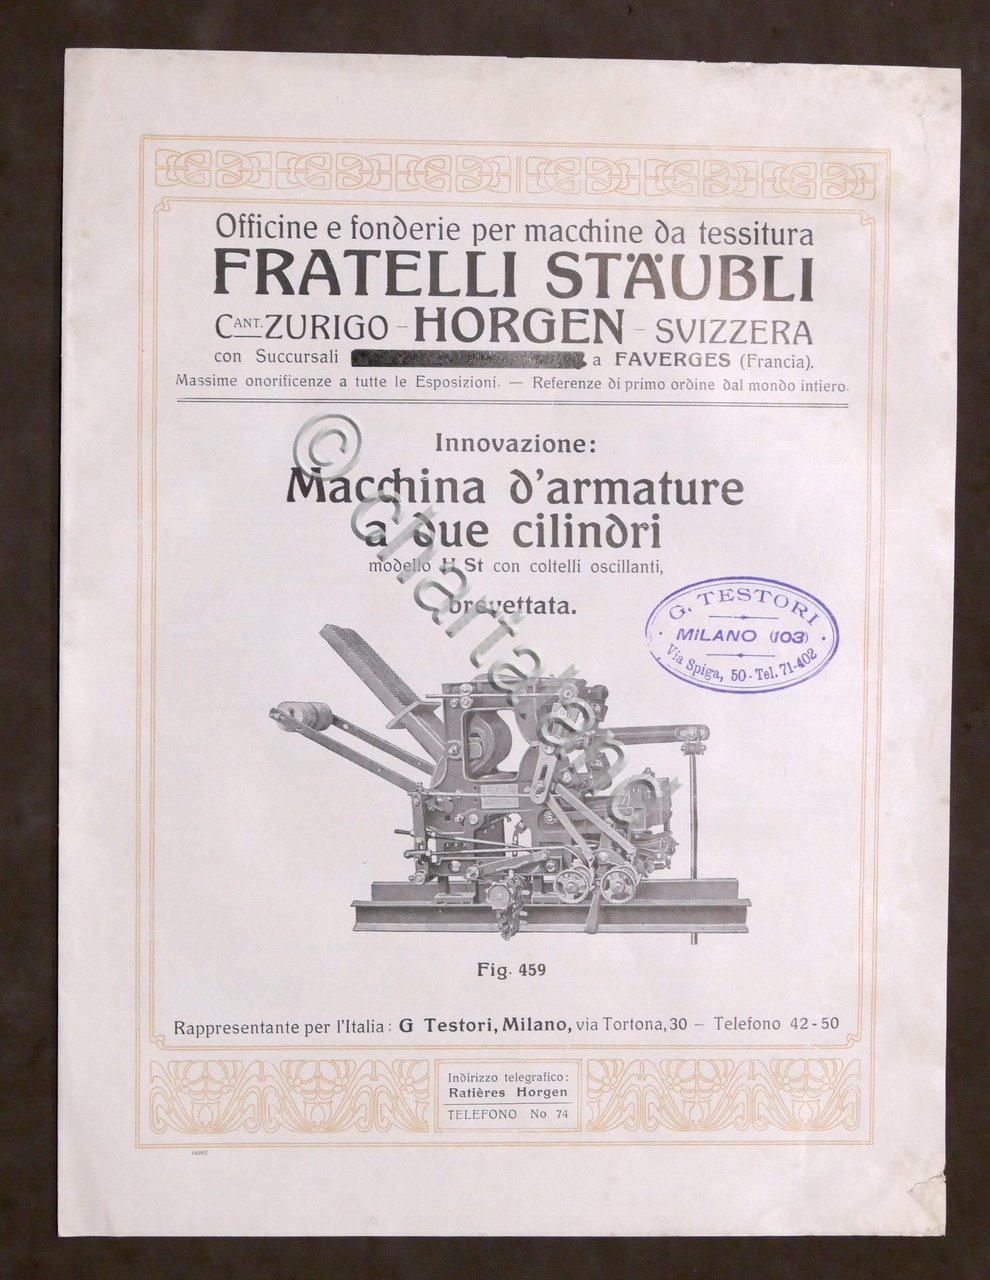 Officine e fonderie per macchine da tessitura
FRATELLI STÄUBLI
CANT. ZURIGO - HORGEN - SVIZZERA
con Succursali a FAVERGES (Francia).
Massime onorificenze a tutte le Esposizioni. — Referenze di primo ordine dal mondo intiero.
Innovazione:
Macchina d'armature
a due cilindri
modello H St con coltelli oscillanti,
brevettata.
G. TESTORI
MILANO (103)
Via Spiga, 50 - Tel. 71-402
© chartaland
Fig. 459
Rappresentante per l'Italia: G Testori, Milano, via Tortona, 30 — Telefono 42-50
Indirizzo telegrafico:
Ratières Horgen
TELEFONO No 74